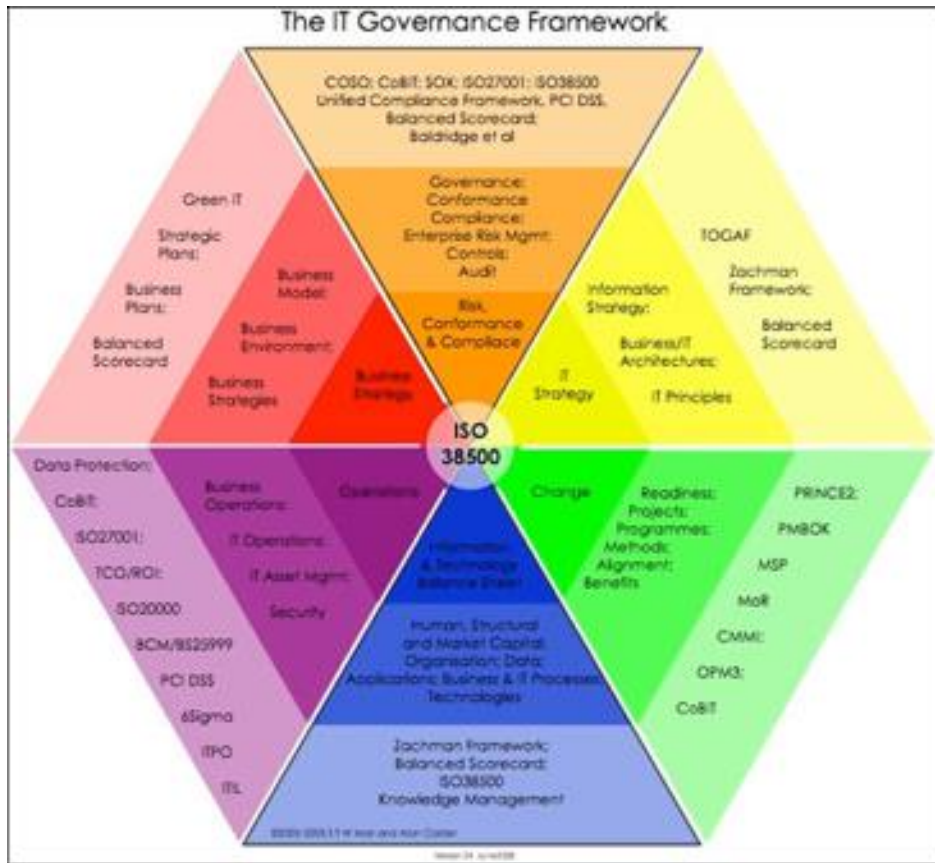 The IT Governance Framework
COSO; CoBIT; SOX; ISO27001; ISO38500
Unified Compliance Framework, PCI DSS,
Balanced Scorecard;
Baldridge et al
Governance;
Conformance
Compliance;
Enterprise Risk Mgmt;
Controls;
Audit
Risk,
Conformance
& Compliace
Green IT
Strategic
Plans;
Business
Plans;
Balanced
Scorecard
Business
Model;
Business
Environment;
Business
Strategies
Business
Strategy
IT
Strategy
Information
Strategy;
Business/IT
Architectures;
IT Principles
TOGAF
Zachman
Framework;
Balanced
Scorecard
ISO
38500
Data Protection;
CoBIT;
ISO27001;
TCO/ROI;
ISO20000
BCM/BS25999
PCI DSS
6Sigma
ITPO
ITIL
Business
Operations;
IT Operations;
IT Asset Mgmt;
Security
Operations
Information
& Technology
Balance Sheet
Human, Structural
and Market Capital;
Organisation; Data;
Applications; Business & IT Processes;
Technologies
Zachman Framework;
Balanced Scorecard;
ISO38500
Knowledge Management
Change
Readiness;
Projects;
Programmes;
Methods;
Alignment;
Benefits
PRINCE2;
PMBOK
MSP
MoR
CMMI;
OPM3;
CoBIT
and Alan Calder